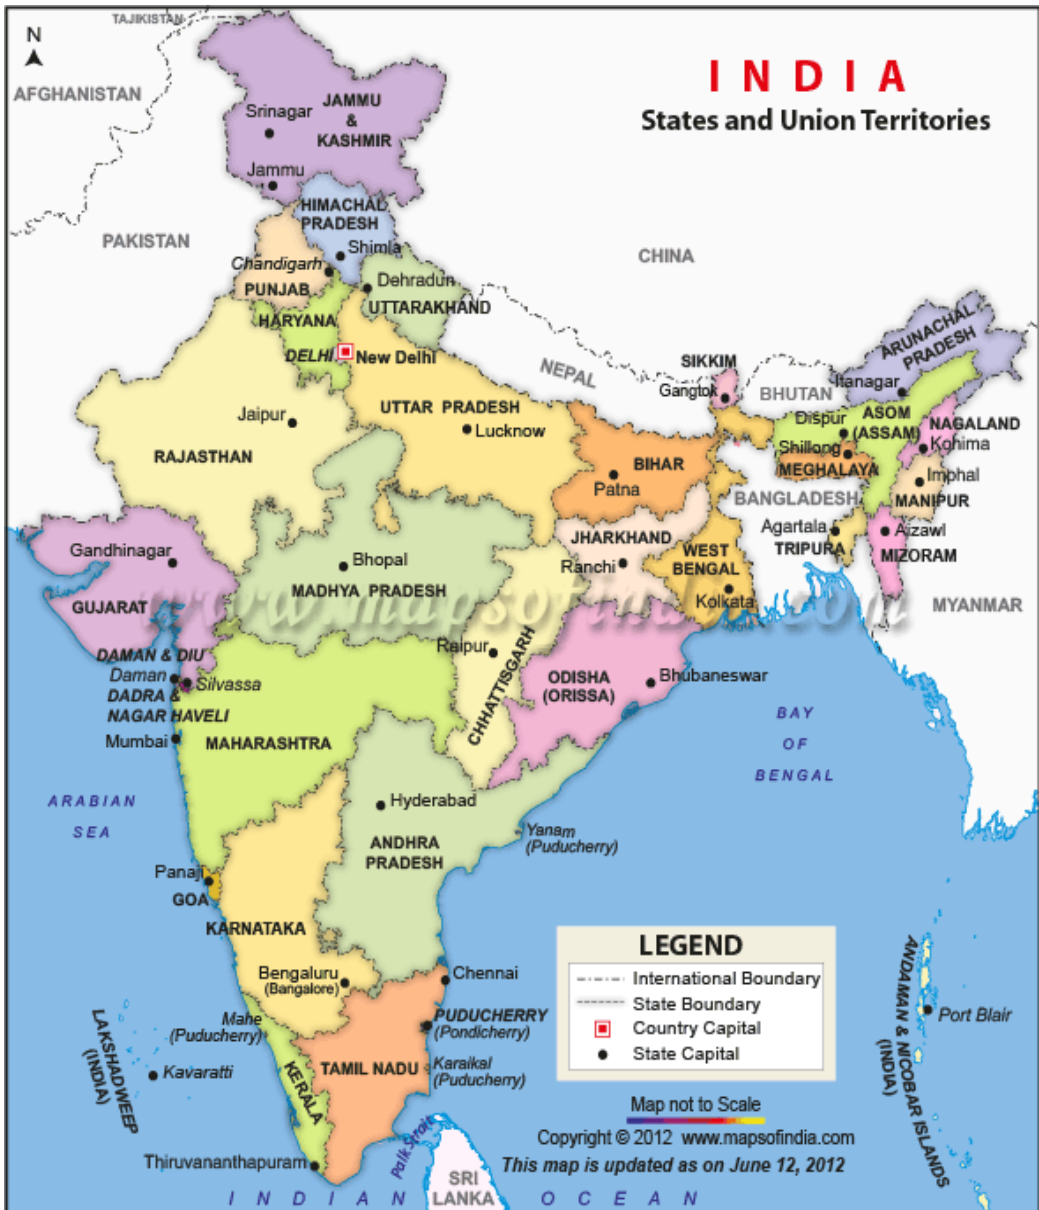 TAJIKISTAN
N
AFGHANISTAN
INDIA
States and Union Territories
JAMMU
&
KASHMIR
Srinagar
Jammu
HIMACHAL
PRADESH
PAKISTAN
Shimla
CHINA
Chandigarh
PUNJAB
Dehradun
UTTARAKHAND
HARYANA
DELHI
New Delhi
NEPAL
SIKKIM
Gangtok
BHUTAN
ARUNACHAL
PRADESH
Itanagar
Jaipur
RAJASTHAN
UTTAR PRADESH
Lucknow
BIHAR
Patna
Dispur
ASOM
(ASSAM)
NAGALAND
Kohima
Shillong
MEGHALAYA
Imphal
MANIPUR
BANGLADESH
Agartala
TRIPURA
Aizawl
MIZORAM
MYANMAR
Gandhinagar
GUJARAT
Bhopal
MADHYA PRADESH
JHARKHAND
Ranchi
WEST
BENGAL
Kolkata
www.mapsofindia.com
Raipur
CHHATTISGARH
ODISHA
(ORISSA)
Bhubaneswar
DAMAN & DIU
Daman
Silvassa
DADRA &
NAGAR HAVELI
Mumbai
MAHARASHTRA
BAY
OF
BENGAL
ARABIAN
SEA
Hyderabad
ANDHRA
PRADESH
Yanam
(Puducherry)
Panaji
GOA
KARNATAKA
Bengaluru
(Bangalore)
Chennai
LEGEND
International Boundary
State Boundary
Country Capital
State Capital
Mahe
(Puducherry)
PUDUCHERRY
(Pondicherry)
LAKSHADWEEP
(INDIA)
Kavaratti
KERALA
TAMIL NADU
Karaikal
(Puducherry)
ANDAMAN & NICOBAR ISLANDS
(INDIA)
Port Blair
Thiruvananthapuram
Palk Strait
SRI
LANKA
Map not to Scale
Copyright © 2012 www.mapsofindia.com
This map is updated as on June 12, 2012
INDIAN OCEAN